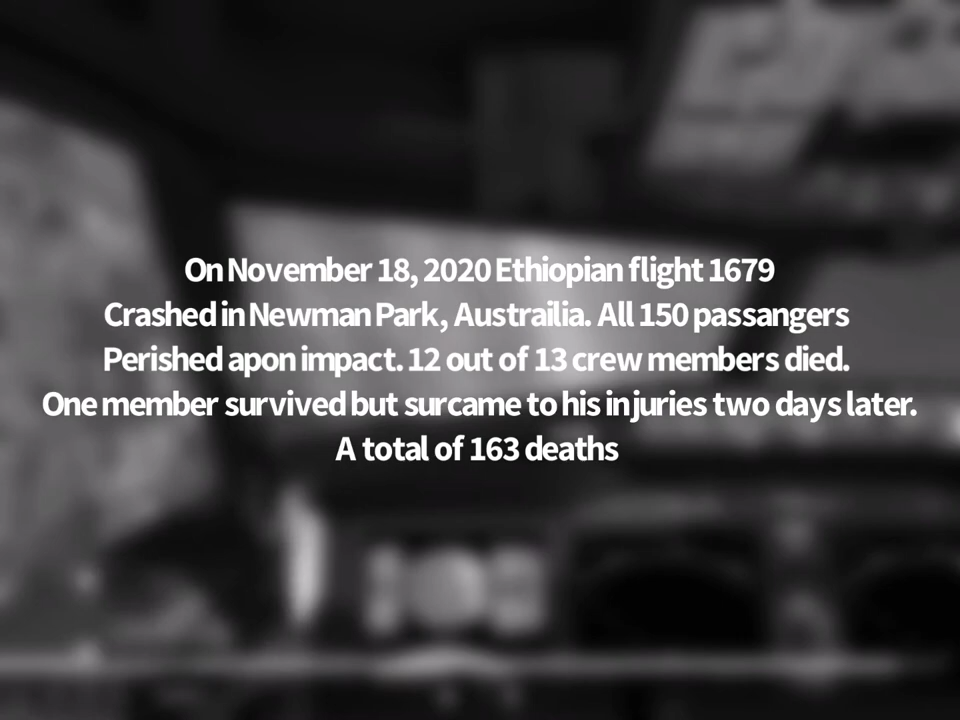 On November 18, 2020 Ethiopian flight 1679
Crashed in Newman Park, Austrailia. All 150 passangers
Perished apon impact. 12 out of 13 crew members died.
One member survived but surcame to his injuries two days later.
A total of 163 deaths